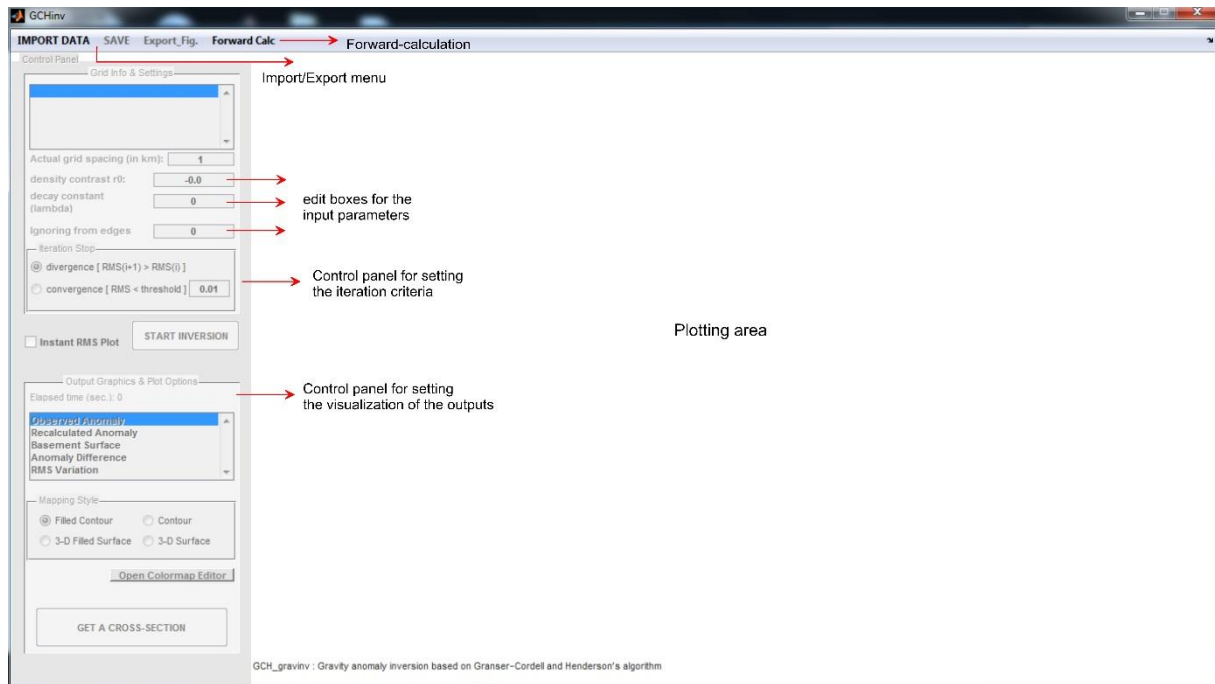 GCHinv
IMPORT DATA SAVE Export_Fig. Forward Calc
Forward-calculation
Import/Export menu
Control Panel
Grid Info & Settings
Actual grid spacing (in km): 1
density contrast r0: -0.0
decay constant
(lambda) 0
Ignoring from edges 0
edit boxes for the
input parameters
Iteration Stop
divergence [ RMS(i+1) > RMS(i) ]
convergence [ RMS < threshold ] 0.01
Control panel for setting
the iteration criteria
Instant RMS Plot START INVERSION
Plotting area
Output Graphics & Plot Options
Elapsed time (sec.): 0
Observed Anomaly
Recalculated Anomaly
Basement Surface
Anomaly Difference
RMS Variation
Control panel for setting
the visualization of the outputs
Mapping Style
Filled Contour Contour
3-D Filled Surface 3-D Surface
Open Colormap Editor
GET A CROSS-SECTION
GCH_gravinv : Gravity anomaly inversion based on Granser-Cordell and Henderson's algorithm